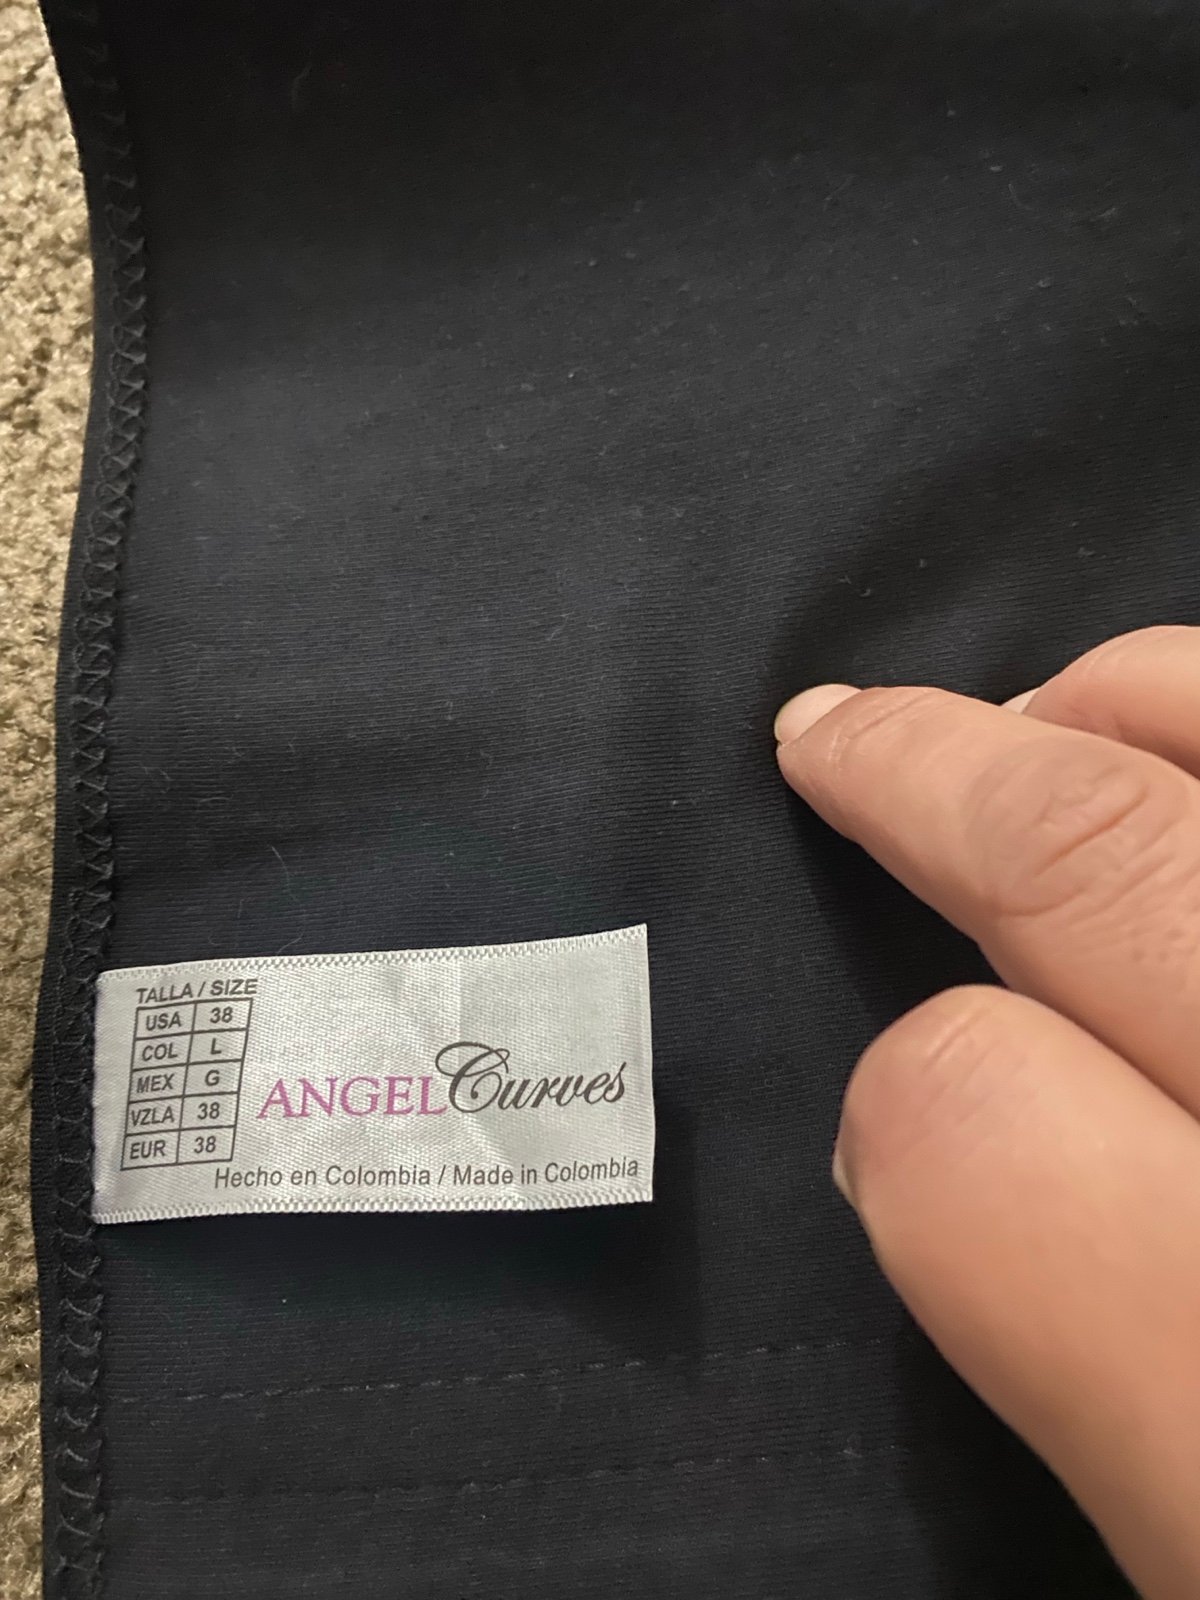 TALLA / SIZE
USA 38
COL L
MEX G
VZLA 38
EUR 38
ANGEL Curves
Hecho en Colombia / Made in Colombia